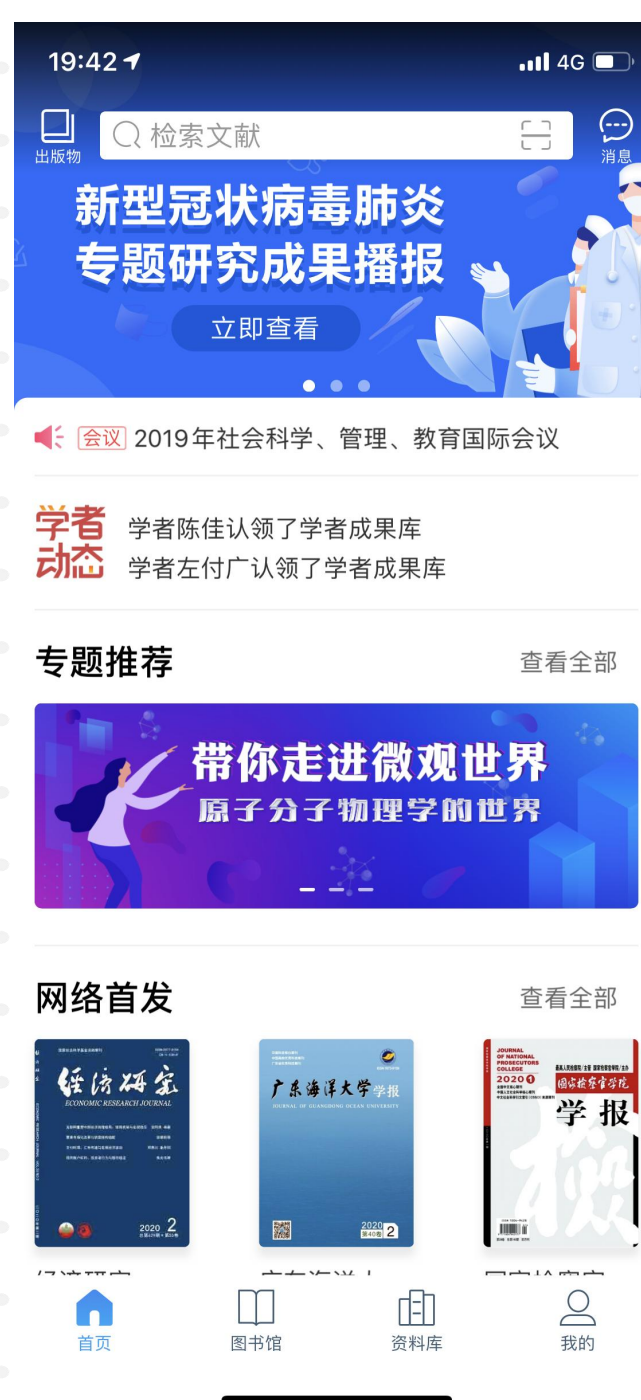 19:42
4G
出版物
检索文献
消息
新型冠状病毒肺炎
专题研究成果播报
立即查看
会议 2019年社会科学、管理、教育国际会议
学者
动态
学者陈佳认领了学者成果库
学者左付广认领了学者成果库
专题推荐 查看全部
带你走进微观世界
原子分子物理学的世界
网络首发 查看全部
经济研究
ECONOMIC RESEARCH JOURNAL
2020 2
广东海洋大学学报
JOURNAL OF GUANGDONG OCEAN UNIVERSITY
2020
第40卷 2
JOURNAL
OF NATIONAL
PROSECUTORS
COLLEGE
2020 1
国家检察官学院
学报
首页
图书馆
资料库
我的